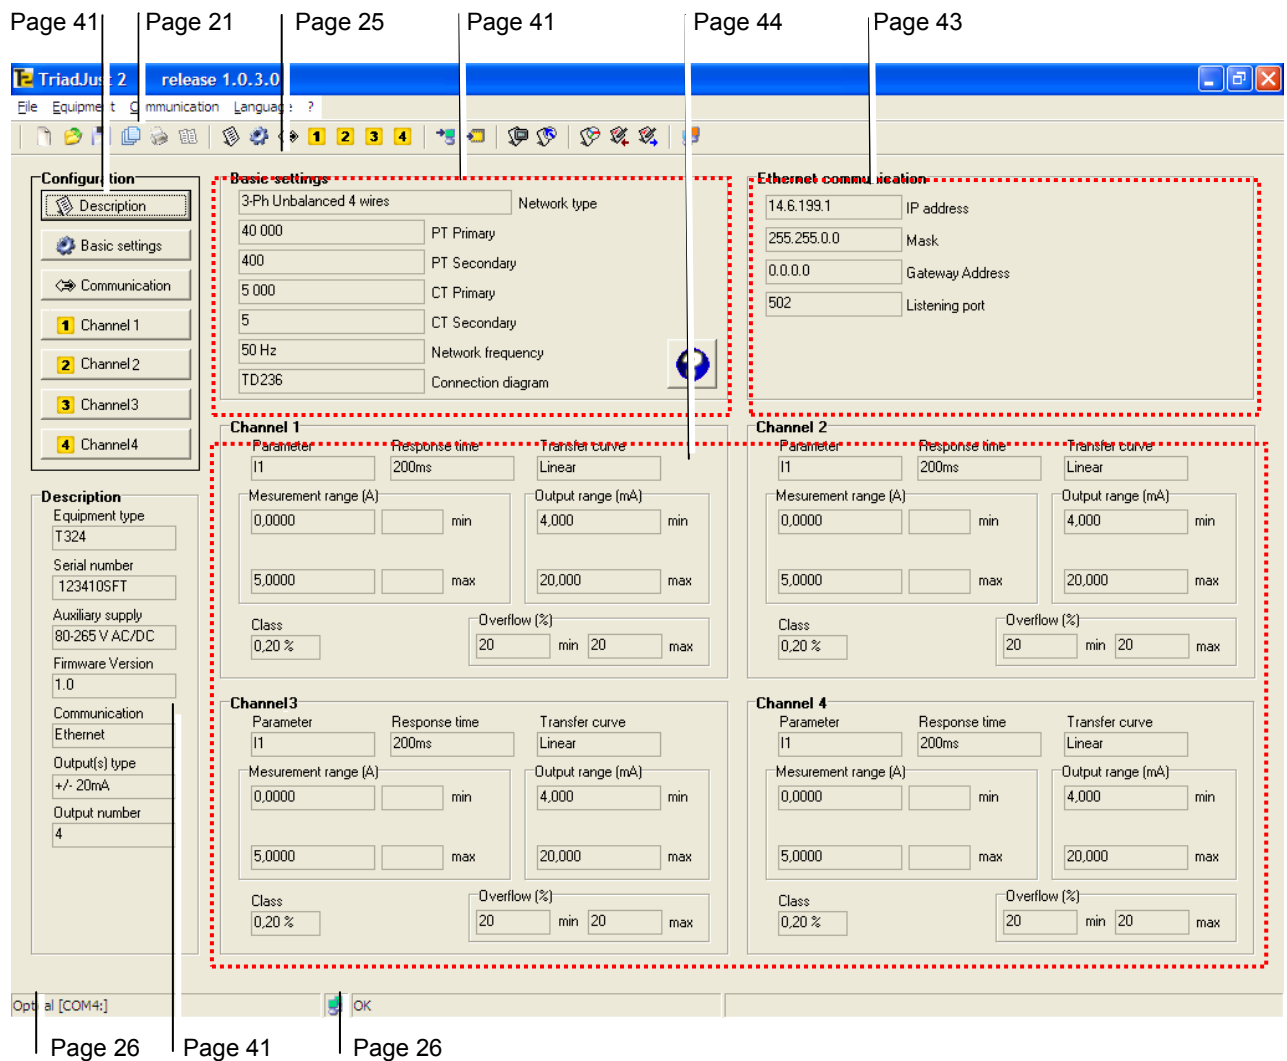 Page 41 Page 21 Page 25 Page 41 Page 44 Page 43
TriadJust 2 release 1.0.3.0
File Equipment Communication Language ?
1 2 3 4
Configuration
Description
Basic settings
Communication
1 Channel 1
2 Channel 2
3 Channel3
4 Channel4
Basic settings
3-Ph Unbalanced 4 wires Network type
40 000 PT Primary
400 PT Secondary
5 000 CT Primary
5 CT Secondary
50 Hz Network frequency
TD236 Connection diagram
Ethernet communication
14.6.199.1 IP address
255.255.0.0 Mask
0.0.0.0 Gateway Address
502 Listening port
Description
Equipment type
T324
Serial number
123410SFT
Auxiliary supply
80-265 V AC/DC
Firmware Version
1.0
Communication
Ethernet
Output(s) type
+/- 20mA
Output number
4
Channel 1
Parameter Response time Transfer curve
I1 200ms Linear
Mesurement range (A) Output range (mA)
0,0000 min 4,000 min
5,0000 max 20,000 max
Class Overflow (%)
0,20 % 20 min 20 max
Channel 2
Parameter Response time Transfer curve
I1 200ms Linear
Mesurement range (A) Output range (mA)
0,0000 min 4,000 min
5,0000 max 20,000 max
Class Overflow (%)
0,20 % 20 min 20 max
Channel3
Parameter Response time Transfer curve
I1 200ms Linear
Mesurement range (A) Output range (mA)
0,0000 min 4,000 min
5,0000 max 20,000 max
Class Overflow (%)
0,20 % 20 min 20 max
Channel 4
Parameter Response time Transfer curve
I1 200ms Linear
Mesurement range (A) Output range (mA)
0,0000 min 4,000 min
5,0000 max 20,000 max
Class Overflow (%)
0,20 % 20 min 20 max
Optical [COM4:] OK
Page 26 Page 41 Page 26